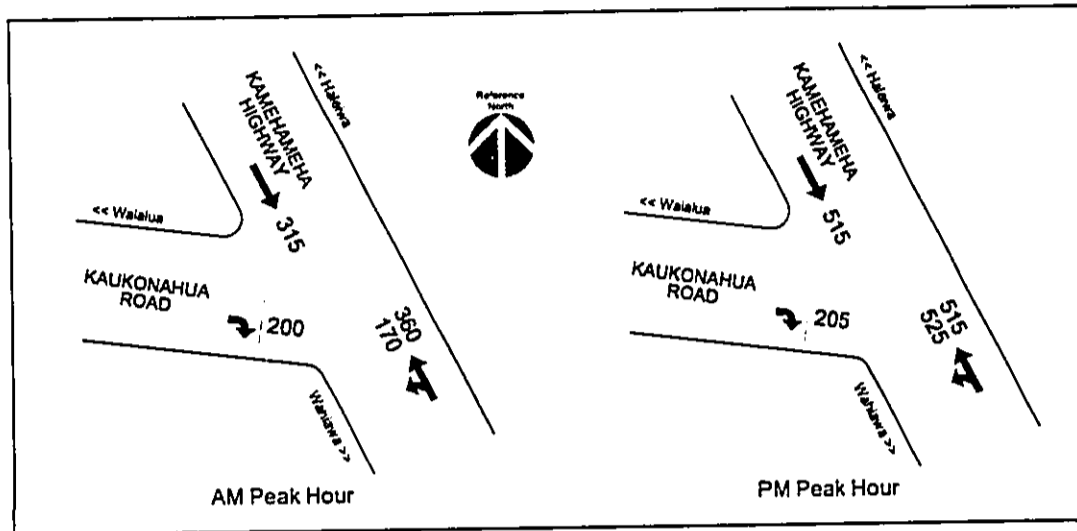 << Haleiwa
KAMEHAMEHA
HIGHWAY
315
<< Waialua
KAUKONAHUA
ROAD
200
360
170
Wahiawa >>
AM Peak Hour
Reference
North
<< Haleiwa
KAMEHAMEHA
HIGHWAY
515
<< Waialua
KAUKONAHUA
ROAD
205
515
525
Wahiawa >>
PM Peak Hour